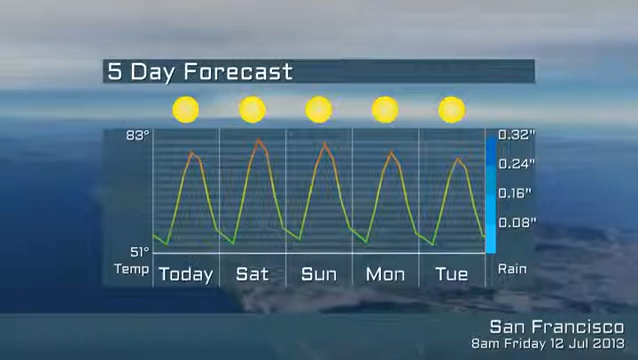 5 Day Forecast
83°
51°
Temp
Today Sat Sun Mon Tue
0.32"
0.24"
0.16"
0.08"
Rain
San Francisco
8am Friday 12 Jul 2013